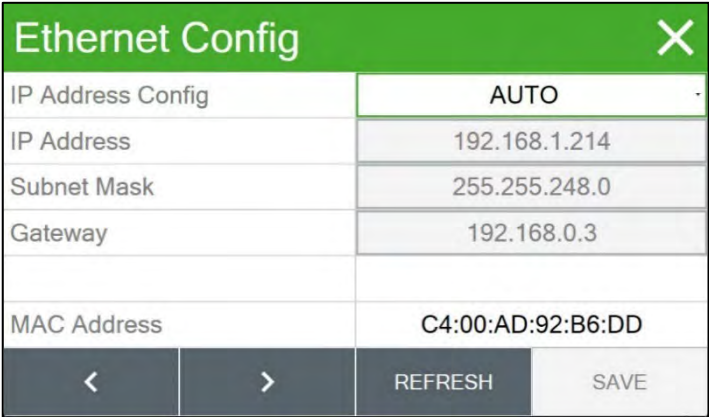 Ethernet Config
IP Address Config AUTO
IP Address 192.168.1.214
Subnet Mask 255.255.248.0
Gateway 192.168.0.3
MAC Address C4:00:AD:92:B6:DD
REFRESH SAVE